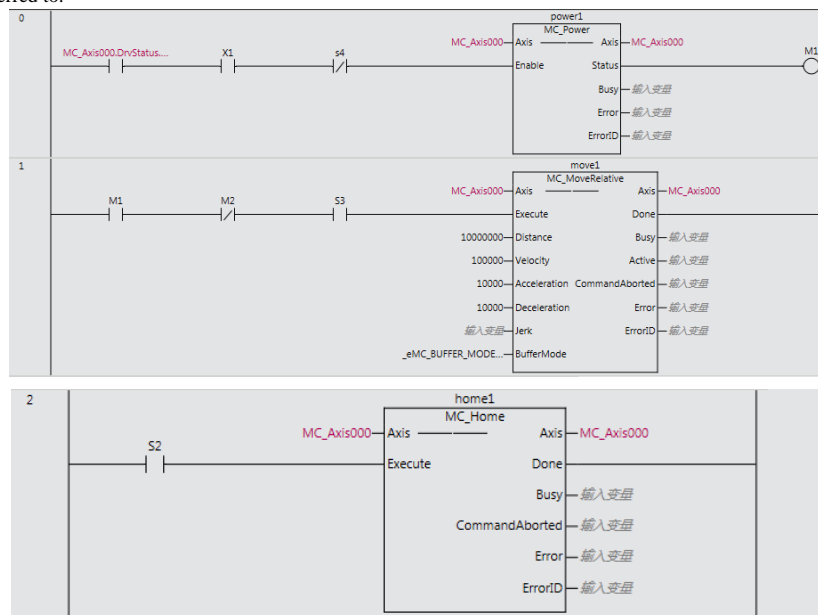 erred to.
0
power1
MC_Power
MC_Axis000.DrvStatus....
X1
s4
MC_Axis000
Axis
Axis
MC_Axis000
M1
Enable
Status
Busy
输入变量
Error
输入变量
ErrorID
输入变量
1
move1
MC_MoveRelative
M1
M2
S3
MC_Axis000
Axis
Axis
MC_Axis000
Execute
Done
10000000
Distance
Busy
输入变量
100000
Velocity
Active
输入变量
10000
Acceleration
CommandAborted
输入变量
10000
Deceleration
Error
输入变量
输入变量
Jerk
ErrorID
输入变量
_eMC_BUFFER_MODE...
BufferMode
2
home1
MC_Home
S2
MC_Axis000
Axis
Axis
MC_Axis000
Execute
Done
Busy
输入变量
CommandAborted
输入变量
Error
输入变量
ErrorID
输入变量